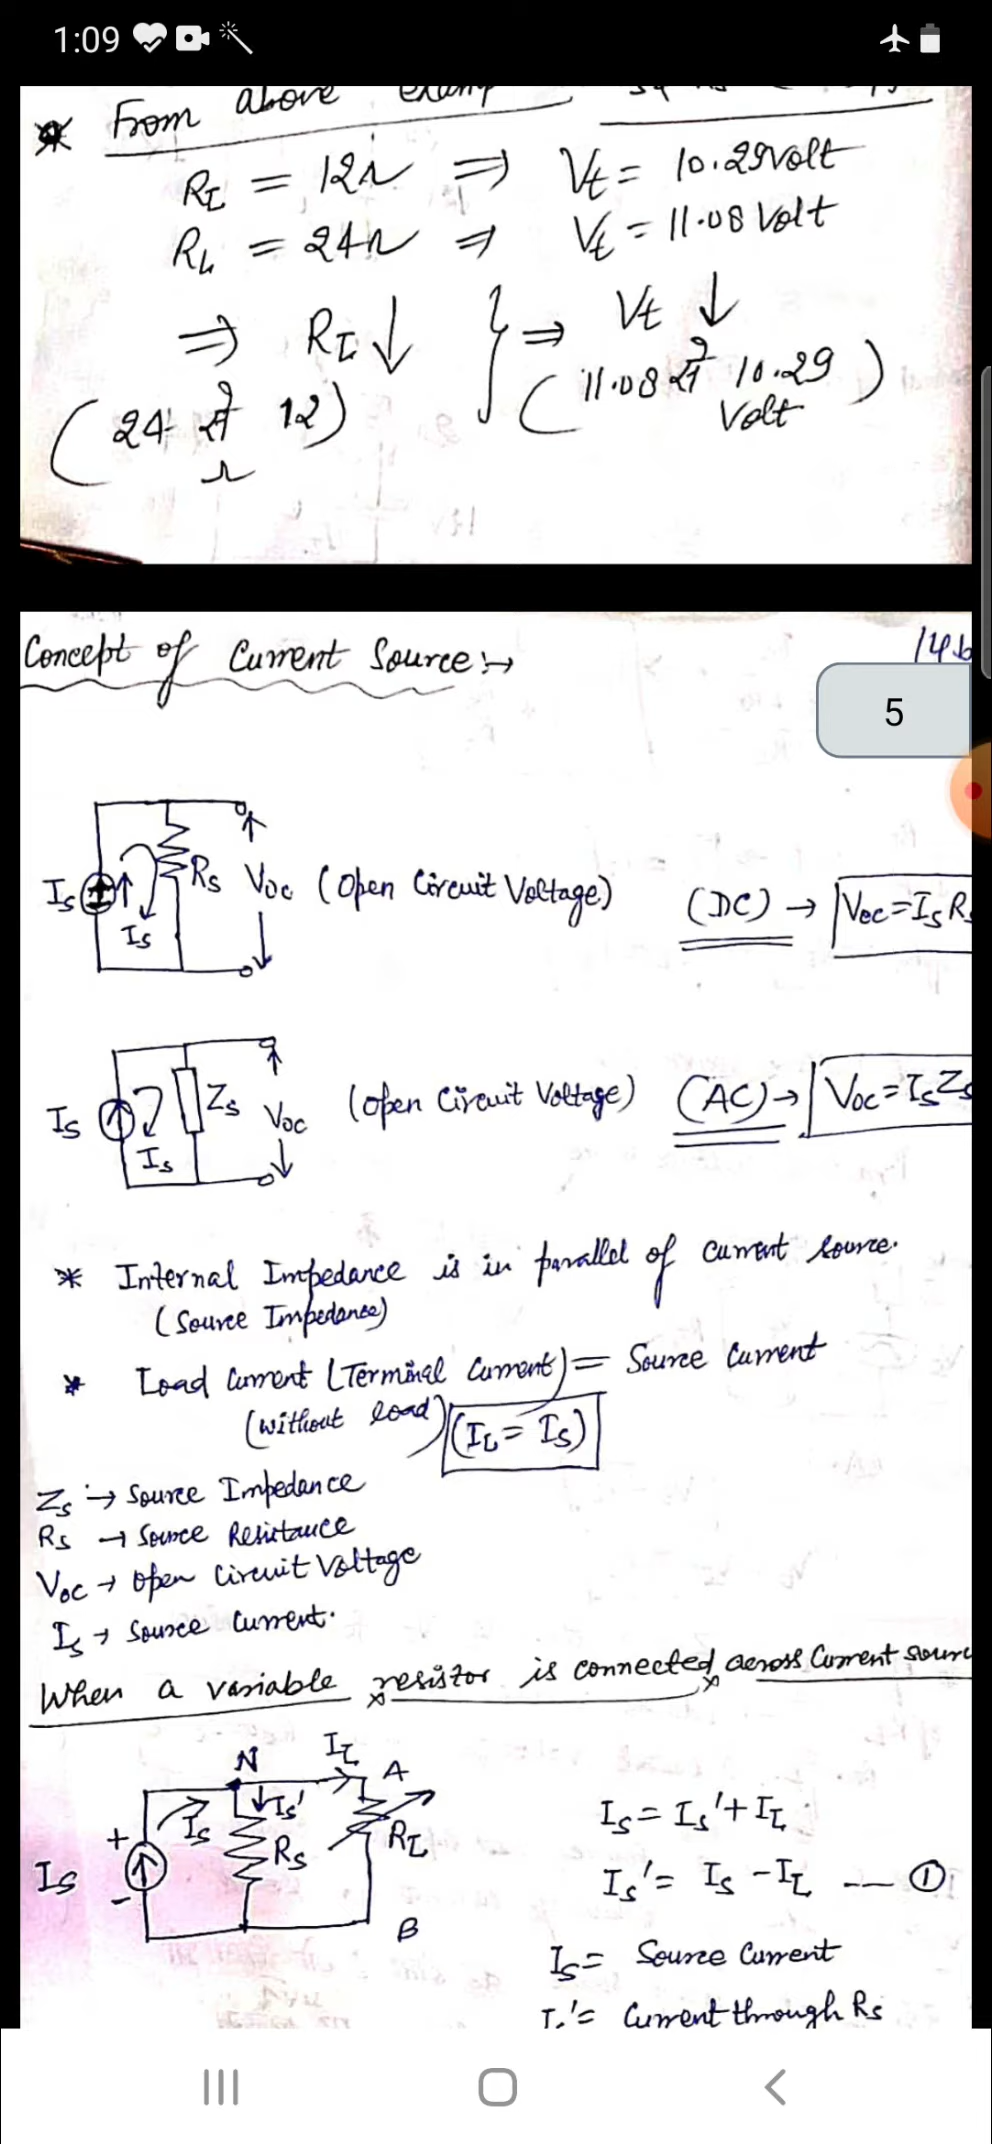 1:09
* From above
R_L = 12Ω ⇒ V_t = 10.29volt
R_L = 24Ω ⇒ V_t = 11.08 Volt
⇒ R_L ↓ } ⇒ V_t ↓
(24 से 12) Ω (11.08 से 10.29 Volt)
Concept of Current Source :→
5
I_s I_s R_s V_oc (Open Circuit Voltage) (DC) → V_oc = I_s R_s
I_s I_s Z_s V_oc (open Circuit Voltage) (AC) → V_oc = I_s Z_s
* Internal Impedance is in parallel of current source.
(Source Impedance)
* Load Current (Terminal Current) = Source Current
(without load) (I_L = I_s)
Z_s → Source Impedance
R_s → Source Resistance
V_oc → Open Circuit Voltage
I_s → Source Current.
When a variable resistor is connected across Current sour
N I_L A
+ I_s I_s' R_s R_L
I_s
-
B
I_s = I_s' + I_L
I_s' = I_s - I_L — ①
I_s = Source Current
I_s' = Current through R_s